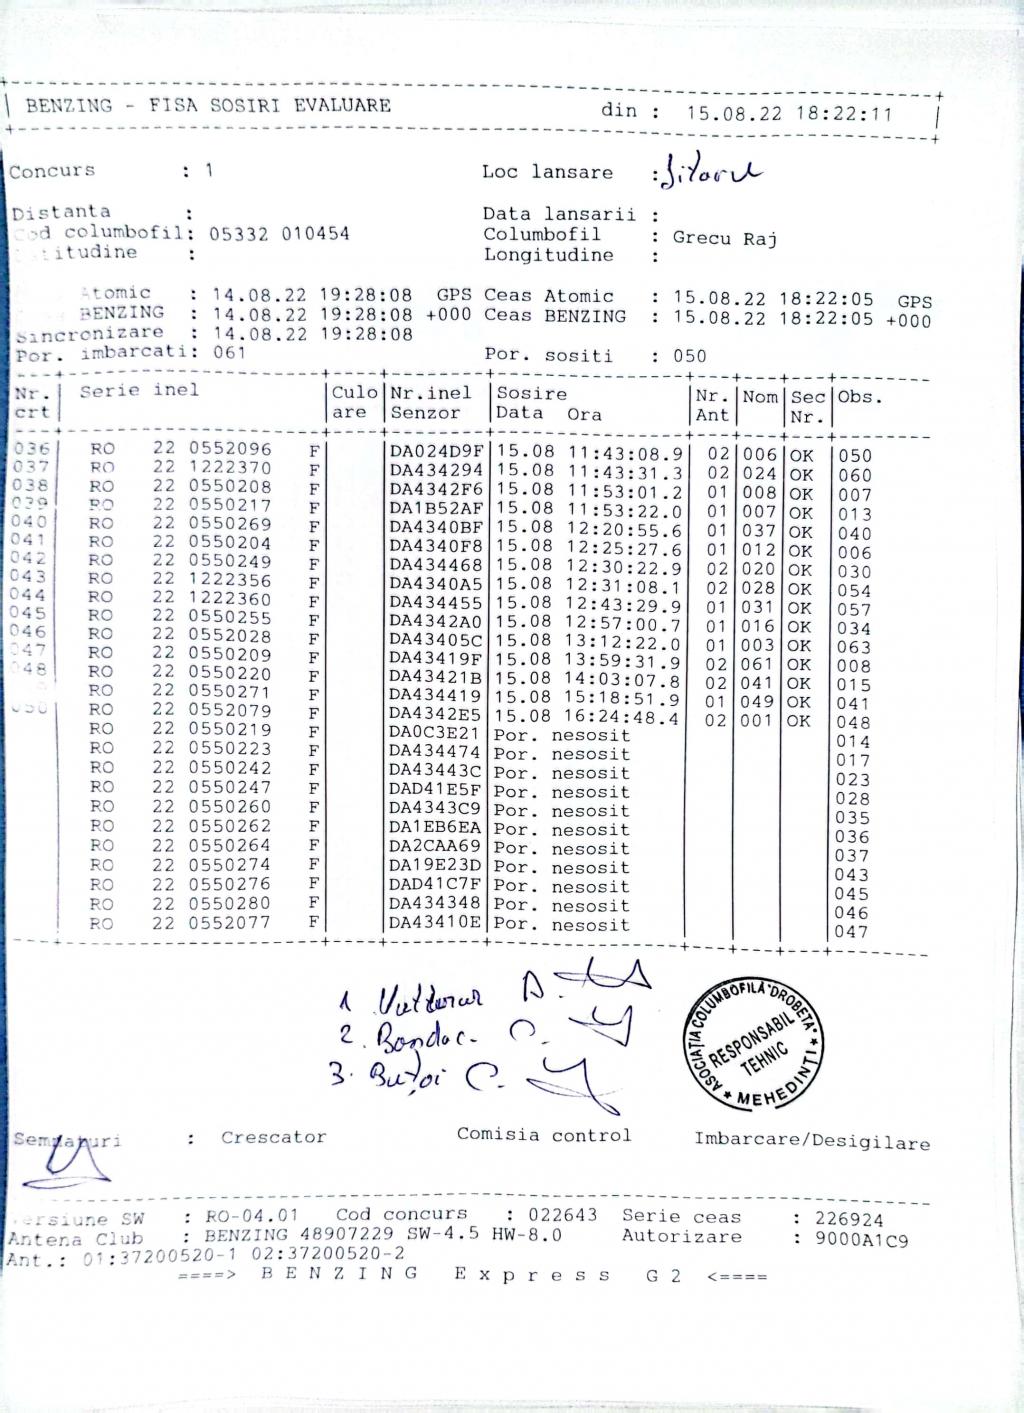 BENZING - FISA SOSIRI EVALUARE din : 15.08.22 18:22:11
Concurs : 1 Loc lansare :
Distanta : Data lansarii :
Cod columbofil: 05332 010454 Columbofil : Grecu Raj
Latitudine : Longitudine :
Atomic : 14.08.22 19:28:08 GPS Ceas Atomic : 15.08.22 18:22:05 GPS
BENZING : 14.08.22 19:28:08 +000 Ceas BENZING : 15.08.22 18:22:05 +000
Sincronizare : 14.08.22 19:28:08
Por. imbarcati: 061 Por. sositi : 050
Nr. Serie inel Culo Nr.inel Sosire Nr. Nom Sec Obs.
crt are Senzor Data Ora Ant Nr.
036 RO 22 0552096 F DA024D9F 15.08 11:43:08.9 02 006 OK 050
037 RO 22 1222370 F DA434294 15.08 11:43:31.3 02 024 OK 060
038 RO 22 0550208 F DA4342F6 15.08 11:53:01.2 01 008 OK 007
039 RO 22 0550217 F DA1B52AF 15.08 11:53:22.0 01 007 OK 013
040 RO 22 0550269 F DA4340BF 15.08 12:20:55.6 01 037 OK 040
041 RO 22 0550204 F DA4340F8 15.08 12:25:27.6 01 012 OK 006
042 RO 22 0550249 F DA434468 15.08 12:30:22.9 02 020 OK 030
043 RO 22 1222356 F DA4340A5 15.08 12:31:08.1 02 028 OK 054
044 RO 22 1222360 F DA434455 15.08 12:43:29.9 01 031 OK 057
045 RO 22 0550255 F DA4342A0 15.08 12:57:00.7 01 016 OK 034
046 RO 22 0552028 F DA43405C 15.08 13:12:22.0 01 003 OK 063
047 RO 22 0550209 F DA43419F 15.08 13:59:31.9 02 061 OK 008
048 RO 22 0550220 F DA43421B 15.08 14:03:07.8 02 041 OK 015
RO 22 0550271 F DA434419 15.08 15:18:51.9 01 049 OK 041
050 RO 22 0552079 F DA4342E5 15.08 16:24:48.4 02 001 OK 048
RO 22 0550219 F DA0C3E21 Por. nesosit 014
RO 22 0550223 F DA434474 Por. nesosit 017
RO 22 0550242 F DA43443C Por. nesosit 023
RO 22 0550247 F DAD41E5F Por. nesosit 028
RO 22 0550260 F DA4343C9 Por. nesosit 035
RO 22 0550262 F DA1EB6EA Por. nesosit 036
RO 22 0550264 F DA2CAA69 Por. nesosit 037
RO 22 0550274 F DA19E23D Por. nesosit 043
RO 22 0550276 F DAD41C7F Por. nesosit 045
RO 22 0550280 F DA434348 Por. nesosit 046
RO 22 0552077 F DA43410E Por. nesosit 047
1 A.
2. Bondoc. C.
3. Buțoi C.
ASOCIAȚIA COLUMBOFILĂ "DROBETA" * MEHEDINȚI *
RESPONSABIL
TEHNIC
Semnaturi : Crescator Comisia control Imbarcare/Desigilare
Versiune SW : RO-04.01 Cod concurs : 022643 Serie ceas : 226924
Antena Club : BENZING 48907229 SW-4.5 HW-8.0 Autorizare : 9000A1C9
Ant.: 01:37200520-1 02:37200520-2
====> BENZING Express G2 <====